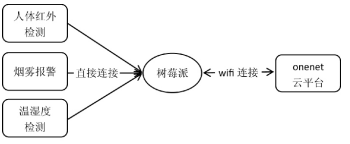 人体红外
检测
烟雾报警
直接连接
树莓派
wifi 连接
onenet
云平台
温湿度
检测